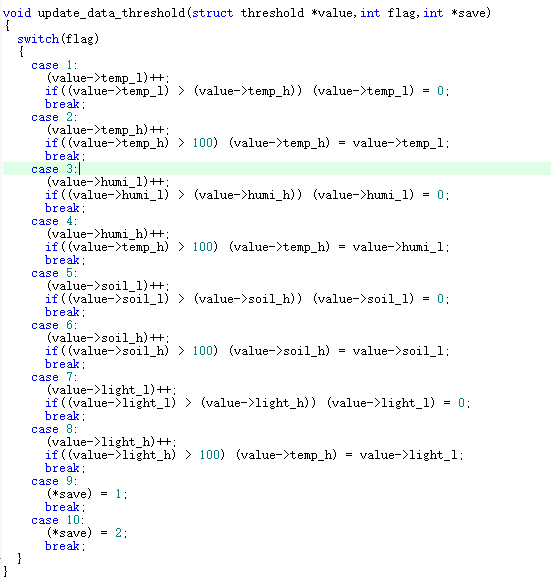 void update_data_threshold(struct threshold *value,int flag,int *save)
{
  switch(flag)
  {
    case 1:
      (value->temp_l)++;
      if((value->temp_l) > (value->temp_h)) (value->temp_l) = 0;
      break;
    case 2:
      (value->temp_h)++;
      if((value->temp_h) > 100) (value->temp_h) = value->temp_l;
      break;
    case 3:
      (value->humi_l)++;
      if((value->humi_l) > (value->humi_h)) (value->humi_l) = 0;
      break;
    case 4:
      (value->humi_h)++;
      if((value->temp_h) > 100) (value->temp_h) = value->humi_l;
      break;
    case 5:
      (value->soil_l)++;
      if((value->soil_l) > (value->soil_h)) (value->soil_l) = 0;
      break;
    case 6:
      (value->soil_h)++;
      if((value->soil_h) > 100) (value->soil_h) = value->soil_l;
      break;
    case 7:
      (value->light_l)++;
      if((value->light_l) > (value->light_h)) (value->light_l) = 0;
      break;
    case 8:
      (value->light_h)++;
      if((value->light_h) > 100) (value->temp_h) = value->light_l;
      break;
    case 9:
      (*save) = 1;
      break;
    case 10:
      (*save) = 2;
      break;
  }
}